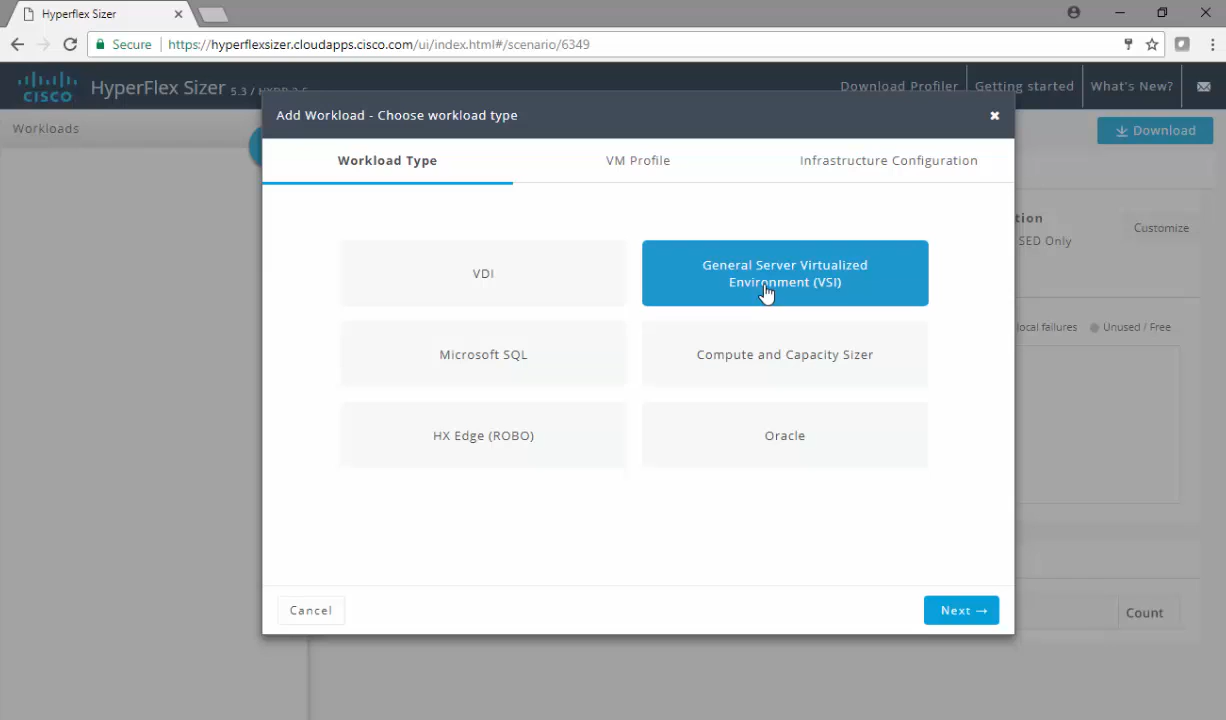 Hyperflex Sizer
Secure https://hyperflexsizer.cloudapps.cisco.com/ui/index.html#/scenario/6349
CISCO
HyperFlex Sizer 5.3 /
Download Profiler
Getting started
What's New?
Workloads
Download
Add Workload - Choose workload type
Workload Type
VM Profile
Infrastructure Configuration
tion
SED Only
Customize
VDI
General Server Virtualized
Environment (VSI)
local failures
Unused / Free
Microsoft SQL
Compute and Capacity Sizer
HX Edge (ROBO)
Oracle
Cancel
Next →
Count